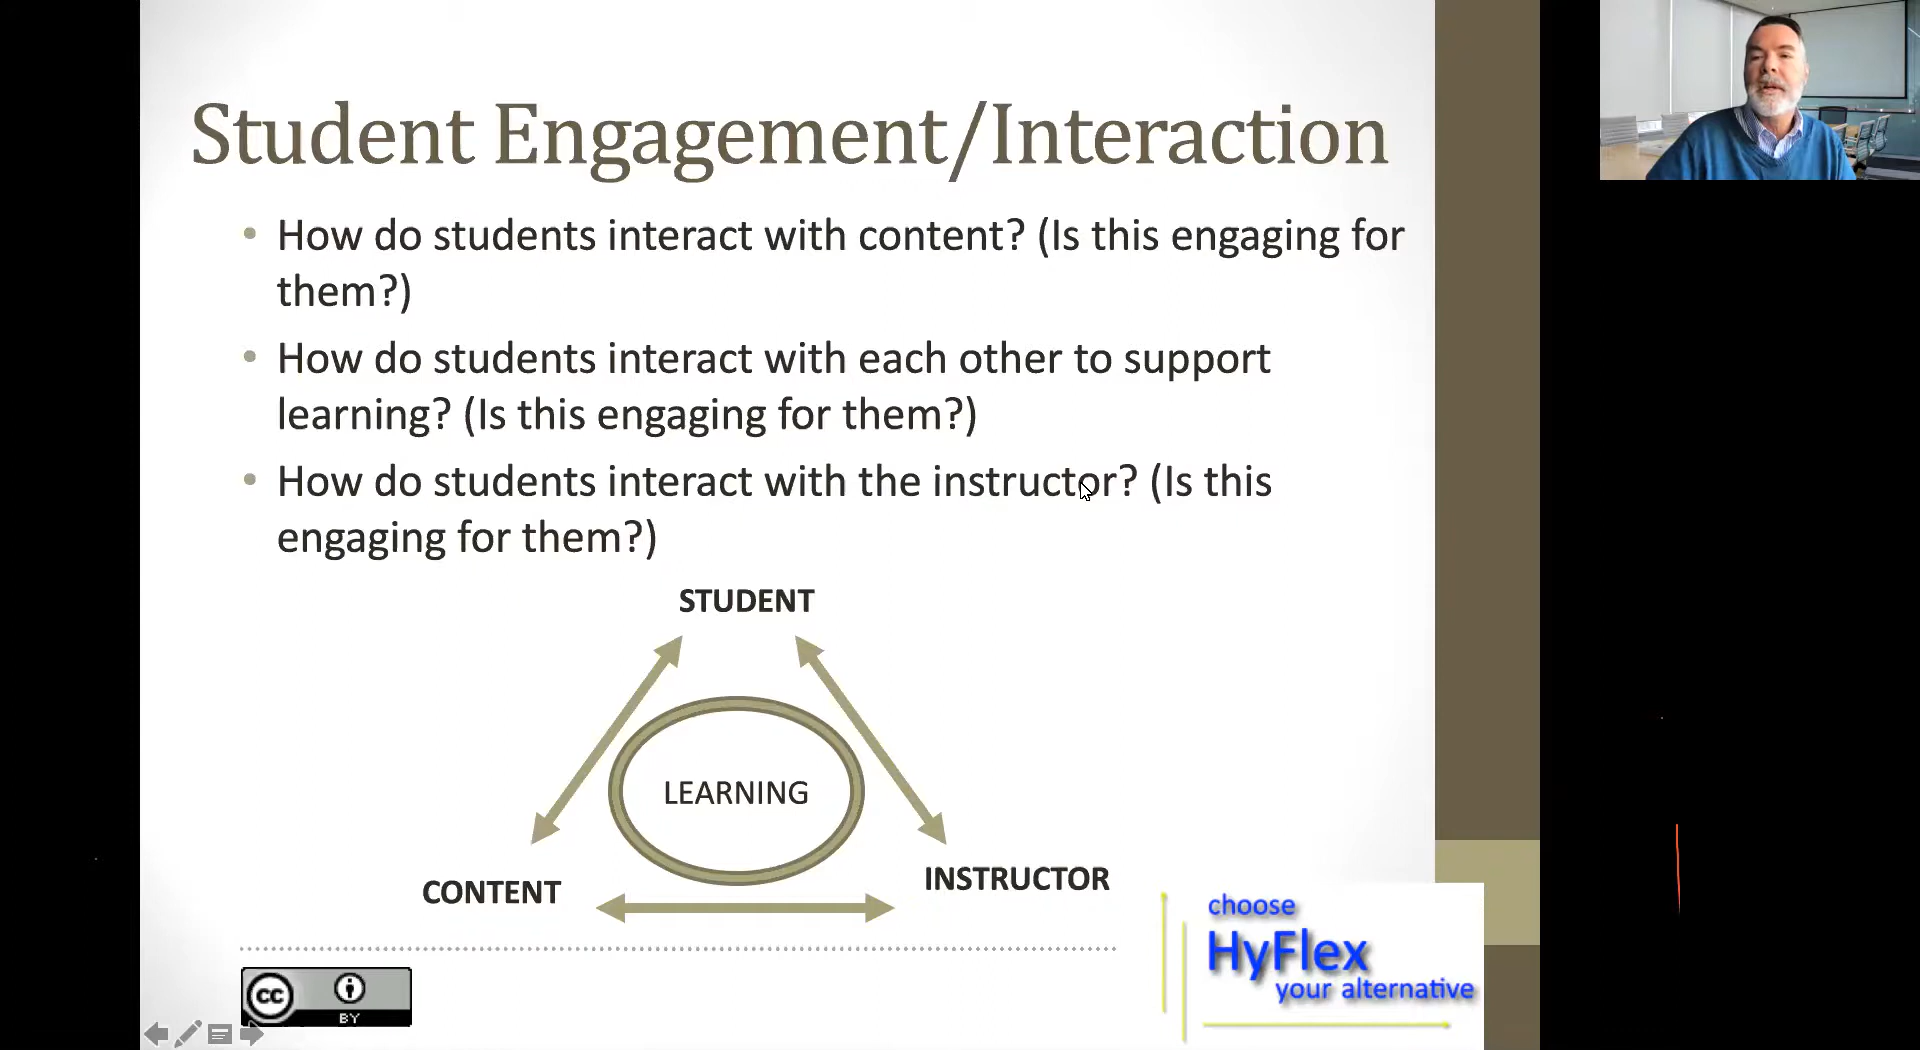 Student Engagement/Interaction
• How do students interact with content? (Is this engaging for
them?)
• How do students interact with each other to support
learning? (Is this engaging for them?)
• How do students interact with the instructor? (Is this
engaging for them?)
STUDENT
LEARNING
CONTENT
INSTRUCTOR
choose
HyFlex
your alternative
cc
BY